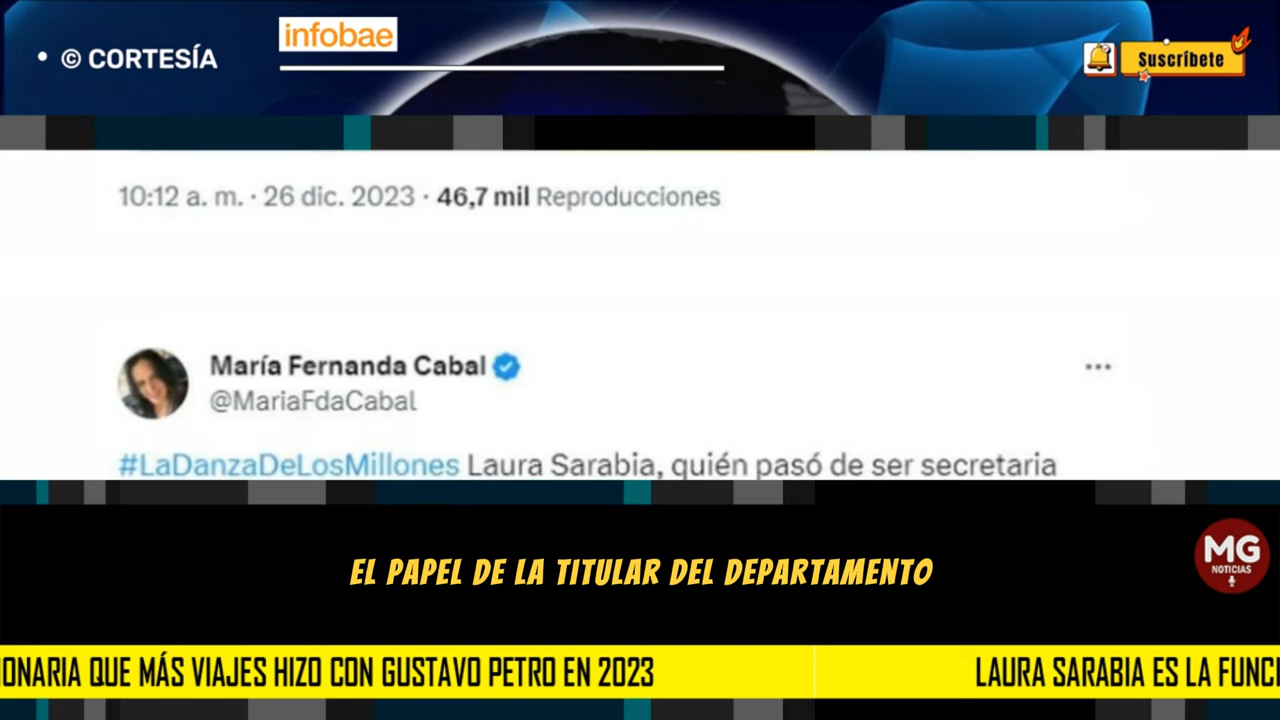 • © CORTESÍA
infobae
Suscríbete
10:12 a. m. · 26 dic. 2023 · 46,7 mil Reproducciones
María Fernanda Cabal
@MariaFdaCabal
#LaDanzaDeLosMillones Laura Sarabia, quién pasó de ser secretaria
EL PAPEL DE LA TITULAR DEL DEPARTAMENTO
MG
NOTICIAS
IONARIA QUE MÁS VIAJES HIZO CON GUSTAVO PETRO EN 2023 LAURA SARABIA ES LA FUNCI